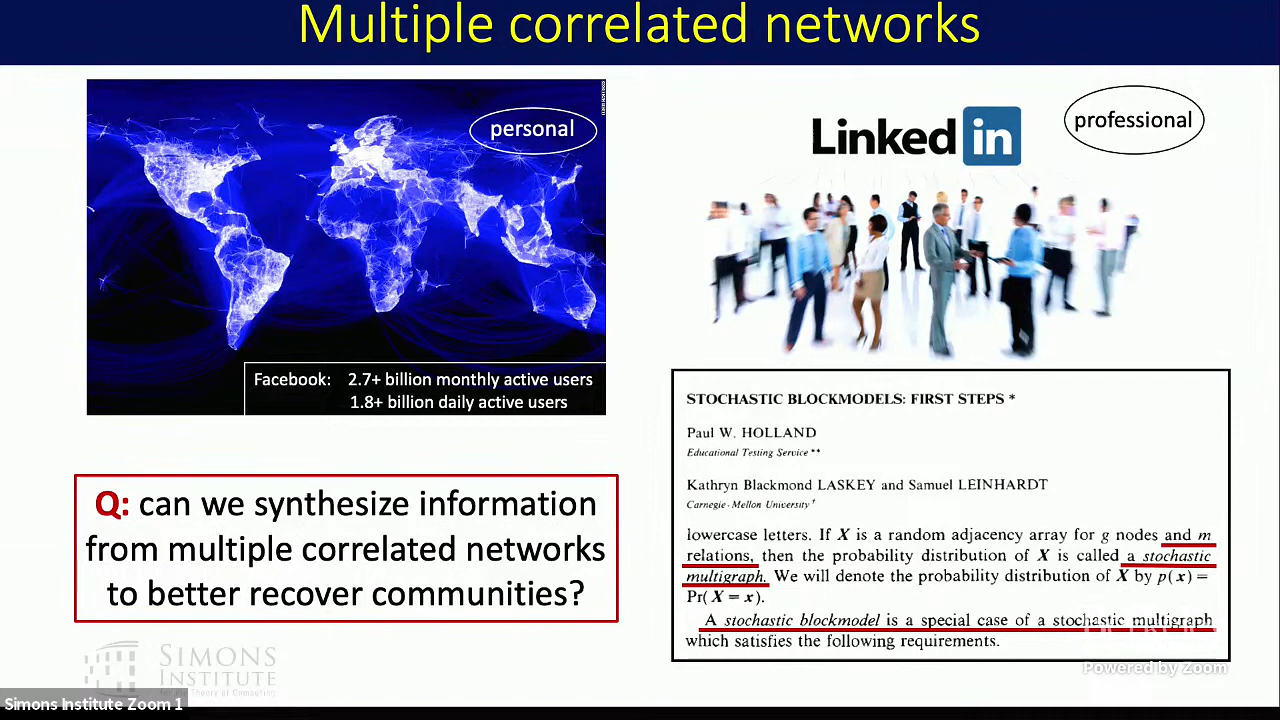 Multiple correlated networks
personal
Facebook: 2.7+ billion monthly active users
1.8+ billion daily active users
Linked in
professional
Q: can we synthesize information
from multiple correlated networks
to better recover communities?
STOCHASTIC BLOCKMODELS: FIRST STEPS *
Paul W. HOLLAND
Educational Testing Service **
Kathryn Blackmond LASKEY and Samuel LEINHARDT
Carnegie-Mellon University †
lowercase letters. If X is a random adjacency array for g nodes and m
relations, then the probability distribution of X is called a stochastic
multigraph. We will denote the probability distribution of X by p(x) =
Pr(X = x).
A stochastic blockmodel is a special case of a stochastic multigraph
which satisfies the following requirements.
SIMONS
INSTITUTE
for the Theory of Computing
Powered by Zoom
Simons Institute Zoom 1